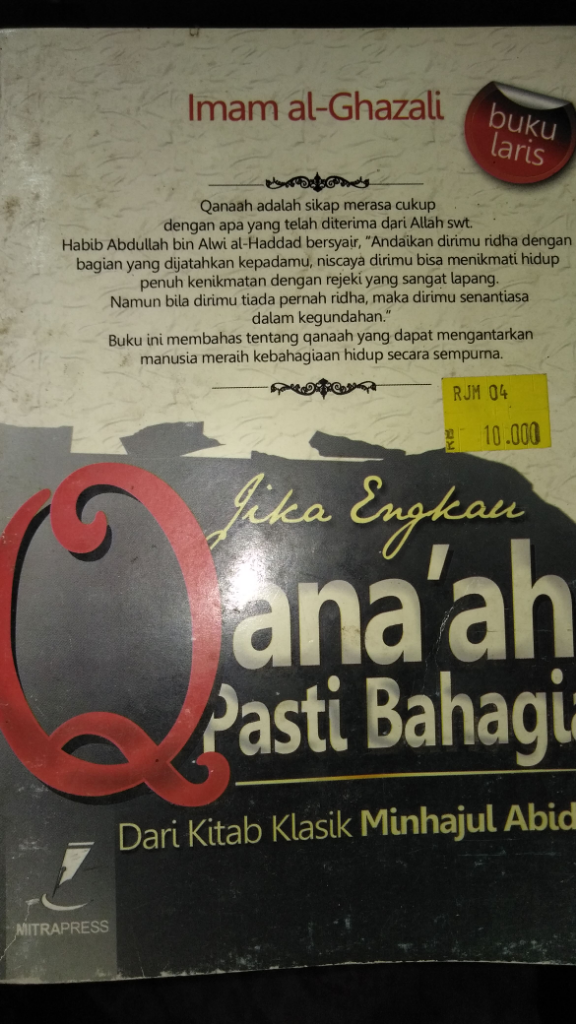 Imam al-Ghazali
buku
laris
Qanaah adalah sikap merasa cukup
dengan apa yang telah diterima dari Allah swt.
Habib Abdullah bin Alwi al-Haddad bersyair, "Andaikan dirimu ridha dengan
bagian yang dijatahkan kepadamu, niscaya dirimu bisa menikmati hidup
penuh kenikmatan dengan rejeki yang sangat lapang.
Namun bila dirimu tiada pernah ridha, maka dirimu senantiasa
dalam kegundahan."
Buku ini membahas tentang qanaah yang dapat mengantarkan
manusia meraih kebahagiaan hidup secara sempurna.
RJM 04
RP 10.000
Jika Engkau
Qana'ah
Pasti Bahagia
Dari Kitab Klasik Minhajul Abid
MITRAPRESS